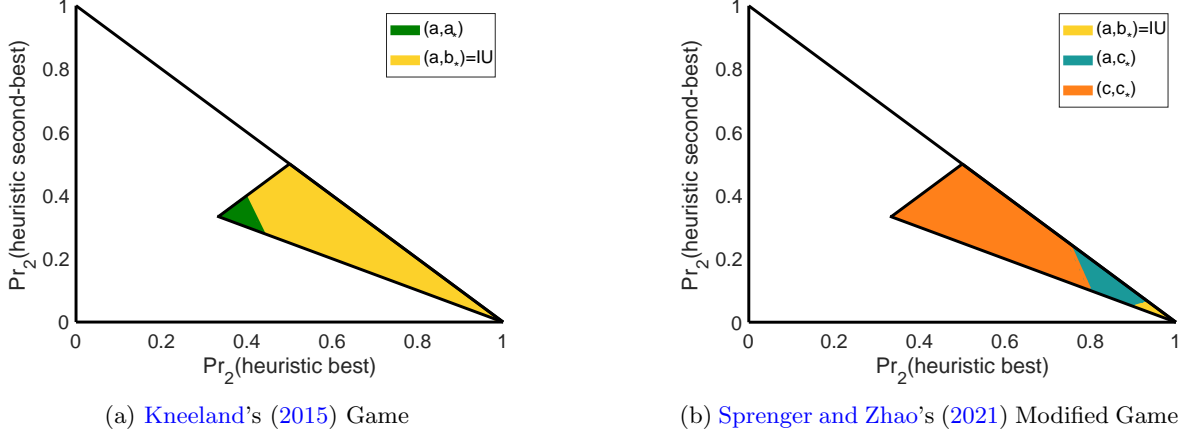 1
0.8
0.6
0.4
0.2
0
0 0.2 0.4 0.6 0.8 1
Pr₂(heuristic second-best)
Pr₂(heuristic best)
(a,a⁎)
(a,b⁎)=IU
(a) Kneeland's (2015) Game
1
0.8
0.6
0.4
0.2
0
0 0.2 0.4 0.6 0.8 1
Pr₂(heuristic second-best)
Pr₂(heuristic best)
(a,b⁎)=IU
(a,c⁎)
(c,c⁎)
(b) Sprenger and Zhao's (2021) Modified Game